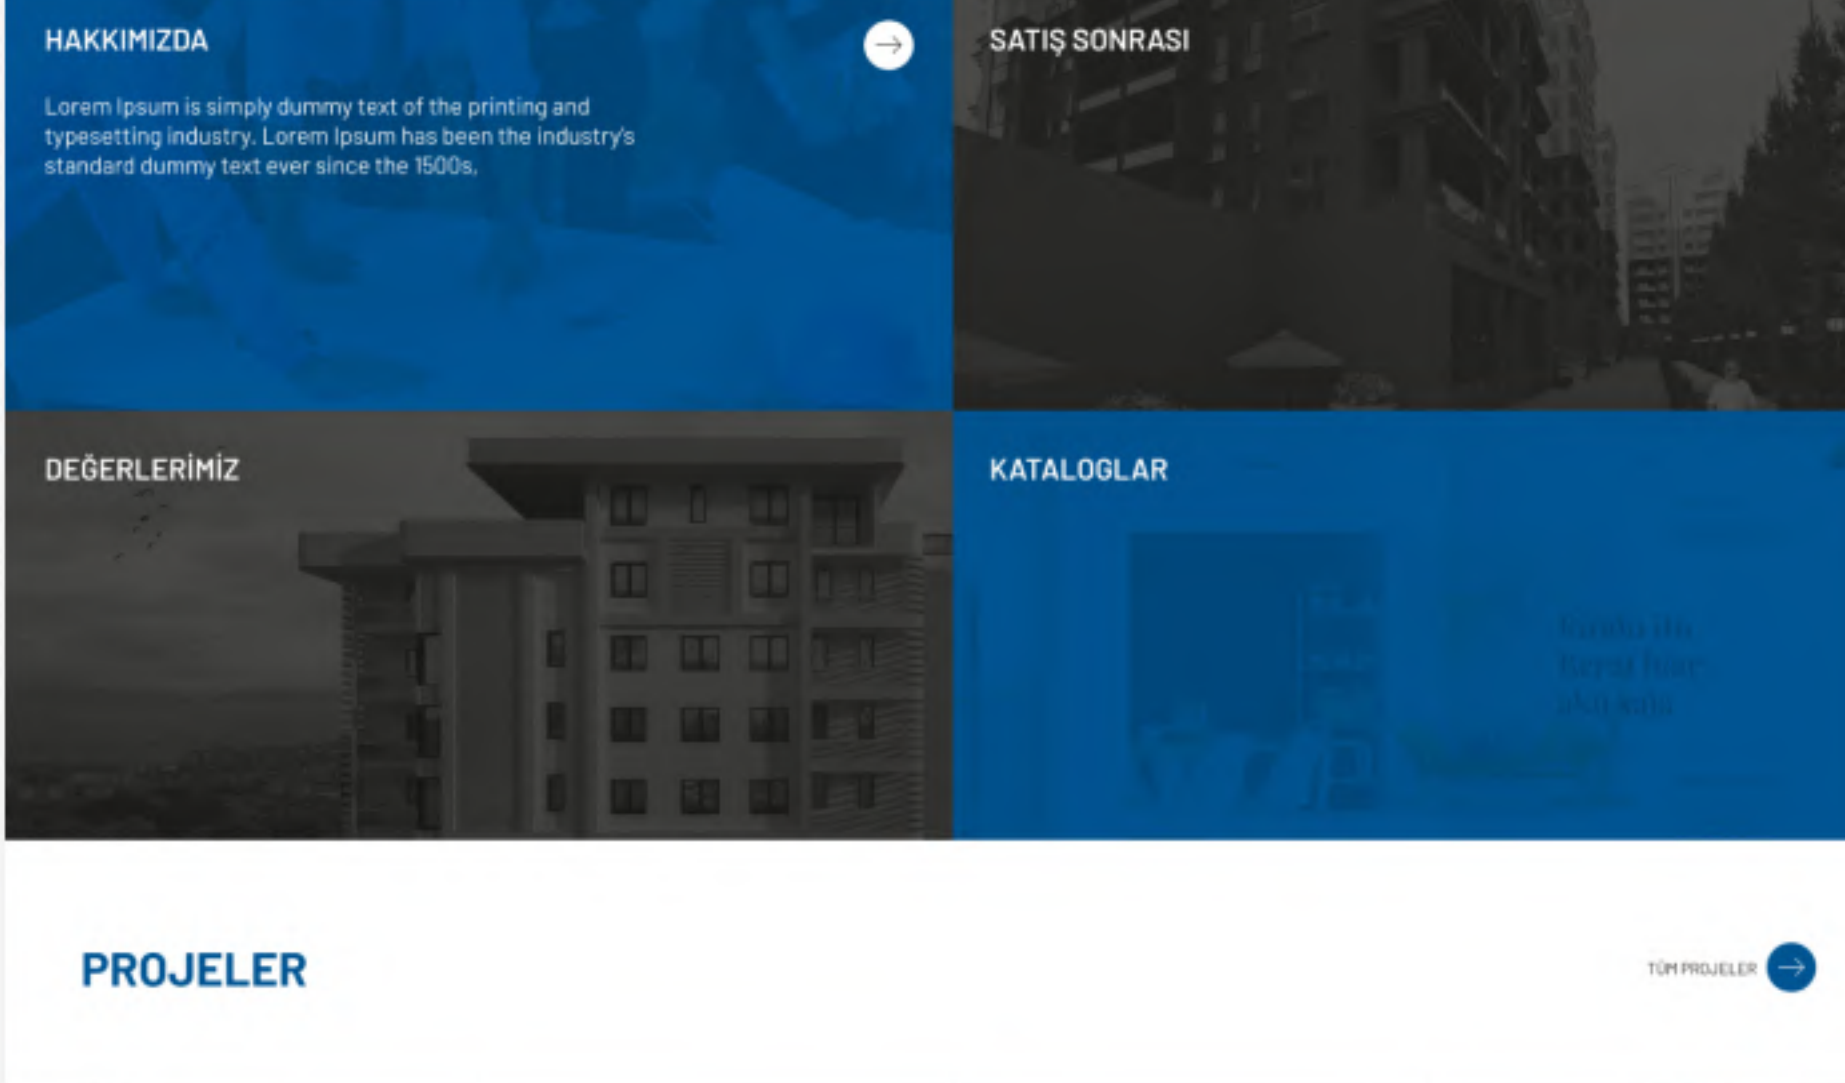 HAKKIMIZDA
Lorem Ipsum is simply dummy text of the printing and
typesetting industry. Lorem Ipsum has been the industry's
standard dummy text ever since the 1500s,
SATIŞ SONRASI
DEĞERLERİMİZ
KATALOGLAR
PROJELER
TÜM PROJELER